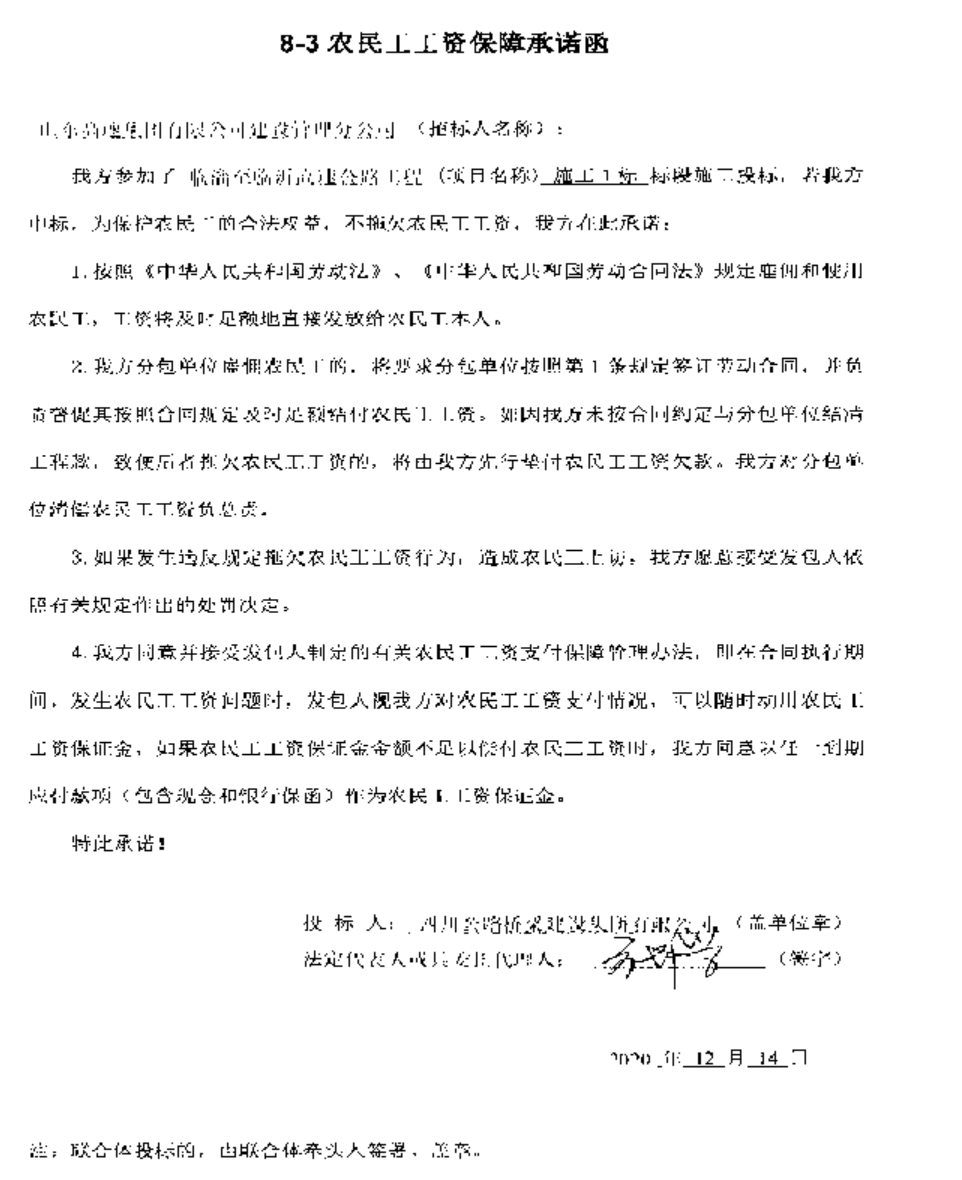 8-3 农民工工资保障承诺函
山东高速集团有限公司建设管理分公司 （招标人名称）：
我方参加了 临淄至临沂高速公路工程 （项目名称） 施工 1 标 标段施工投标，若我方
中标，为保护农民工的合法权益，不拖欠农民工工资，我方在此承诺：
1.按照《中华人民共和国劳动法》、《中华人民共和国劳动合同法》规定雇佣和使用
农民工，工资将及时足额地直接发放给农民工本人。
2.我方分包单位雇佣农民工的，将要求分包单位按照第 1 条规定签订劳动合同，并负
责督促其按照合同规定及时足额结付农民工工资。如因我方未按合同约定与分包单位结清
工程款，致使后者拖欠农民工工资的，将由我方先行垫付农民工工资欠款。我方对分包单
位清偿农民工工资负总责。
3.如果发生违反规定拖欠农民工工资行为，造成农民工上访，我方愿意接受发包人依
照有关规定作出的处罚决定。
4.我方同意并接受发包人制定的有关农民工工资支付保障管理办法，即在合同执行期
间，发生农民工工资问题时，发包人视我方对农民工工资支付情况，可以随时动用农民工
工资保证金，如果农民工工资保证金金额不足以偿付农民工工资时，我方同意以任一到期
应付款项（包含现金和银行保函）作为农民工工资保证金。
特此承诺！
投 标 人： 四川公路桥梁建设集团有限公司 （盖单位章）
法定代表人或其委托代理人： （签字）
2020 年 12 月 14 日
注：联合体投标的，由联合体牵头人签署、盖章。